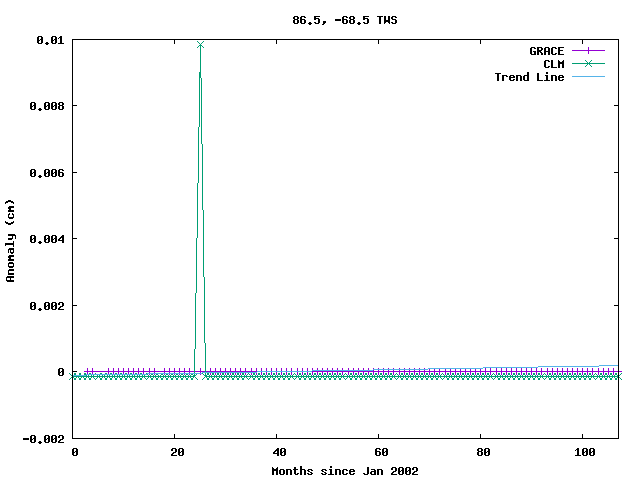 86.5, -68.5 TWS
GRACE
CLM
Trend Line
0.01
0.008
0.006
0.004
0.002
0
-0.002
Anomaly (cm)
0 20 40 60 80 100
Months since Jan 2002